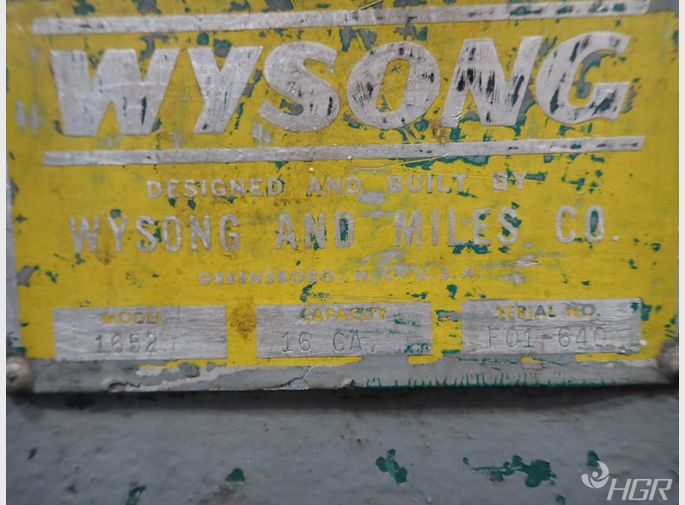 WYSONG
DESIGNED AND BUILT BY
WYSONG AND MILES CO.
GREENSBORO, N.C. U.S.A.
MODEL CAPACITY SERIAL NO.
1652 16 GA. F01-640
HGR